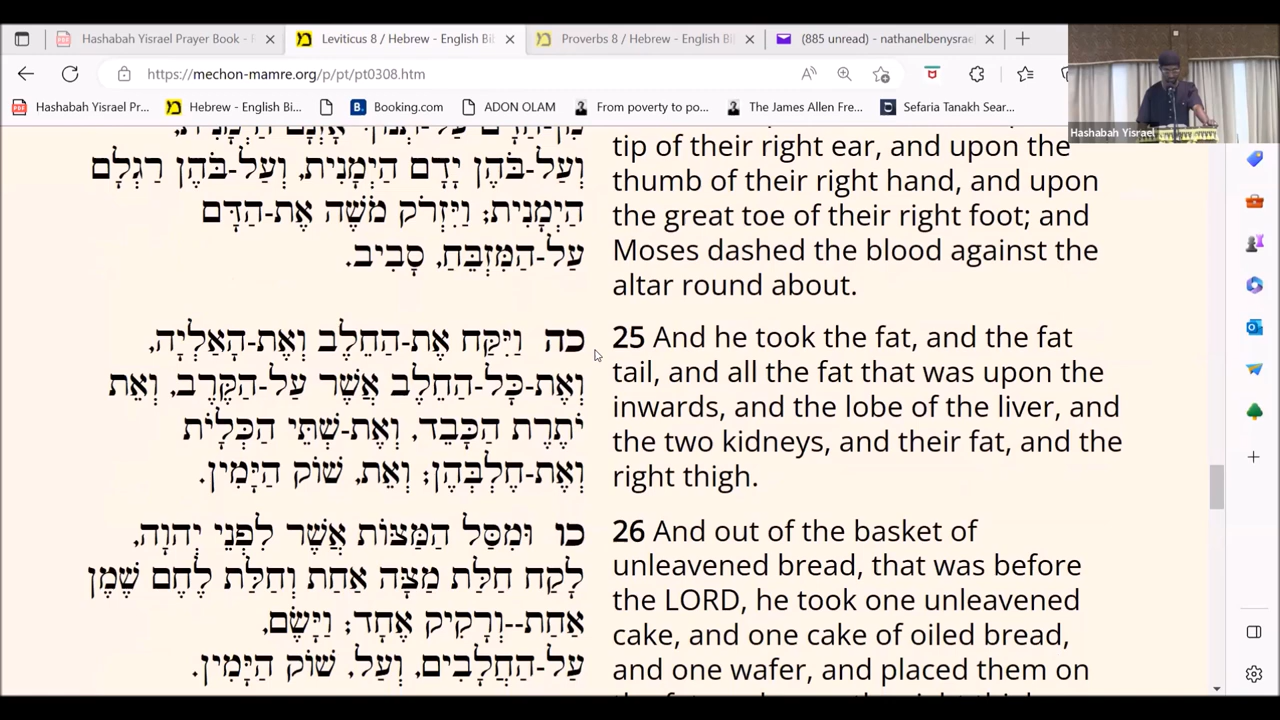 Hashabah Yisrael Prayer Book - 
Leviticus 8 / Hebrew - English Bi
Proverbs 8 / Hebrew - English Bi
(885 unread) - nathanelbenysrae
https://mechon-mamre.org/p/pt/pt0308.htm
Hashabah Yisrael Pr...
Hebrew - English Bi...
Booking.com
ADON OLAM
From poverty to po...
The James Allen Fre...
Sefaria Tanakh Sear...
Hashabah Yisrael
וְעַל-בֹּהֶן יָדָם הַיְמָנִית, וְעַל-בֹּהֶן רַגְלָם
הַיְמָנִית; וַיִּזְרֹק מֹשֶׁה אֶת-הַדָּם
עַל-הַמִּזְבֵּחַ, סָבִיב.
tip of their right ear, and upon the
thumb of their right hand, and upon
the great toe of their right foot; and
Moses dashed the blood against the
altar round about.
כה וַיִּקַּח אֶת-הַחֵלֶב וְאֶת-הָאַלְיָה,
וְאֶת-כָּל-הַחֵלֶב אֲשֶׁר עַל-הַקֶּרֶב, וְאֵת
יֹתֶרֶת הַכָּבֵד, וְאֶת-שְׁתֵּי הַכְּלָיֹת
וְאֶת-חֶלְבְּהֶן; וְאֵת, שׁוֹק הַיָּמִין.
25 And he took the fat, and the fat
tail, and all the fat that was upon the
inwards, and the lobe of the liver, and
the two kidneys, and their fat, and the
right thigh.
כו וּמִסַּל הַמַּצּוֹת אֲשֶׁר לִפְנֵי יְהוָה,
לָקַח חַלַּת מַצָּה אַחַת וְחַלַּת לֶחֶם שֶׁמֶן
אַחַת--וְרָקִיק אֶחָד; וַיָּשֶׂם,
עַל-הַחֲלָבִים, וְעַל, שׁוֹק הַיָּמִין.
26 And out of the basket of
unleavened bread, that was before
the LORD, he took one unleavened
cake, and one cake of oiled bread,
and one wafer, and placed them on